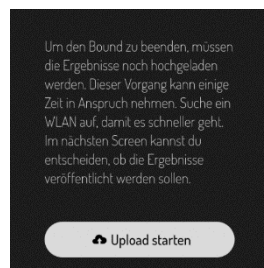 Um den Bound zu beenden, müssen
die Ergebnisse noch hochgeladen
werden. Dieser Vorgang kann einige
Zeit in Anspruch nehmen. Suche ein
WLAN auf, damit es schneller geht.
Im nächsten Screen kannst du
entscheiden, ob die Ergebnisse
veröffentlicht werden sollen.
Upload starten